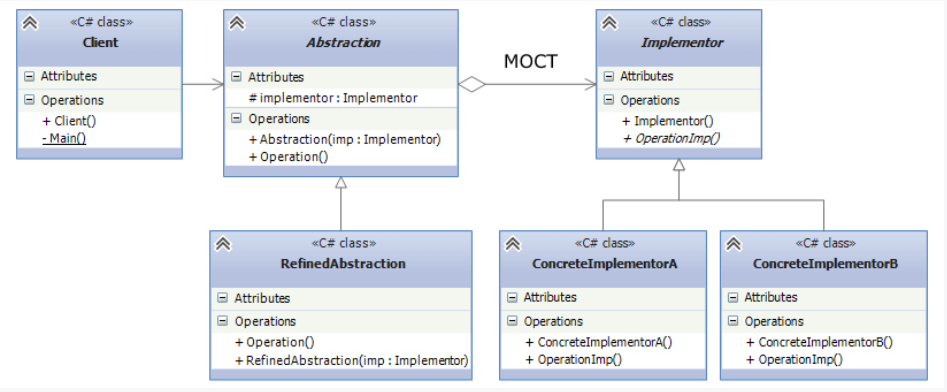 «C# class»
Client
Attributes
Operations
+ Client()
- Main()
«C# class»
Abstraction
Attributes
# implementor : Implementor
Operations
+ Abstraction(imp : Implementor)
+ Operation()
МОСТ
«C# class»
Implementor
Attributes
Operations
+ Implementor()
+ OperationImp()
«C# class»
RefinedAbstraction
Attributes
Operations
+ Operation()
+ RefinedAbstraction(imp : Implementor)
«C# class»
ConcreteImplementorA
Attributes
Operations
+ ConcreteImplementorA()
+ OperationImp()
«C# class»
ConcreteImplementorB
Attributes
Operations
+ ConcreteImplementorB()
+ OperationImp()